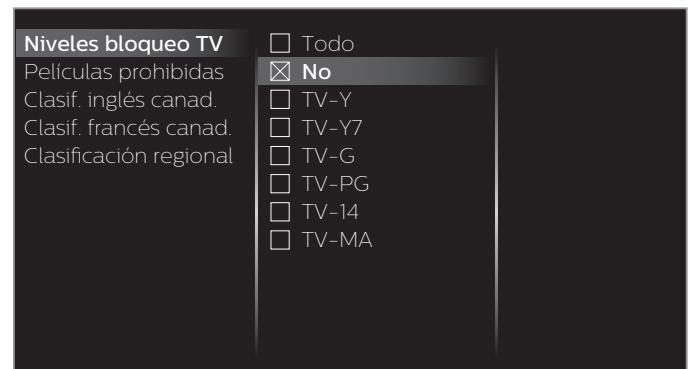 Niveles bloqueo TV
Películas prohibidas
Clasif. inglés canad.
Clasif. francés canad.
Clasificación regional
Todo
No
TV-Y
TV-Y7
TV-G
TV-PG
TV-14
TV-MA